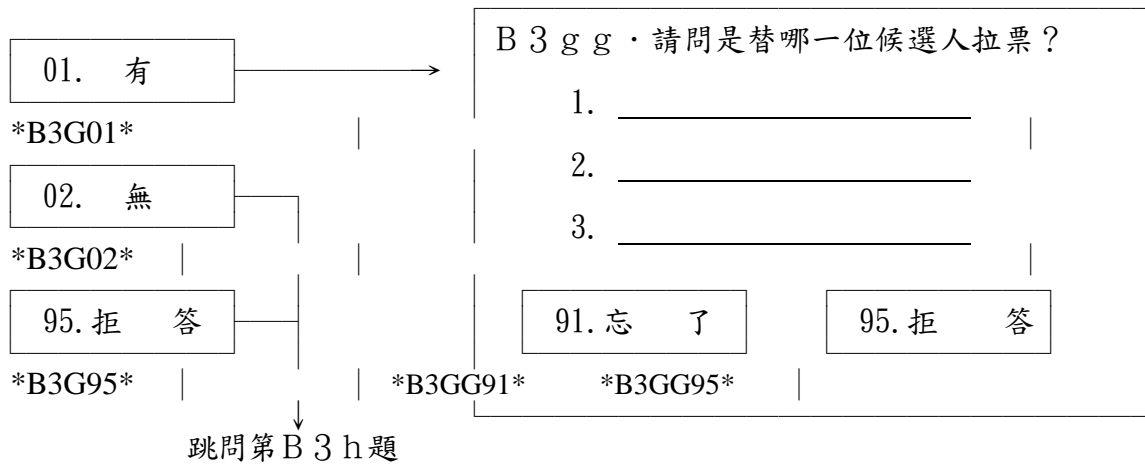 Ｂ３ｇｇ．請問是替哪一位候選人拉票？
01. 有
1.
*B3G01*
2.
02. 無
3.
*B3G02*
95.拒 答
91.忘 了
95.拒 答
*B3G95*
*B3GG91* *B3GG95*
跳問第Ｂ３ｈ題